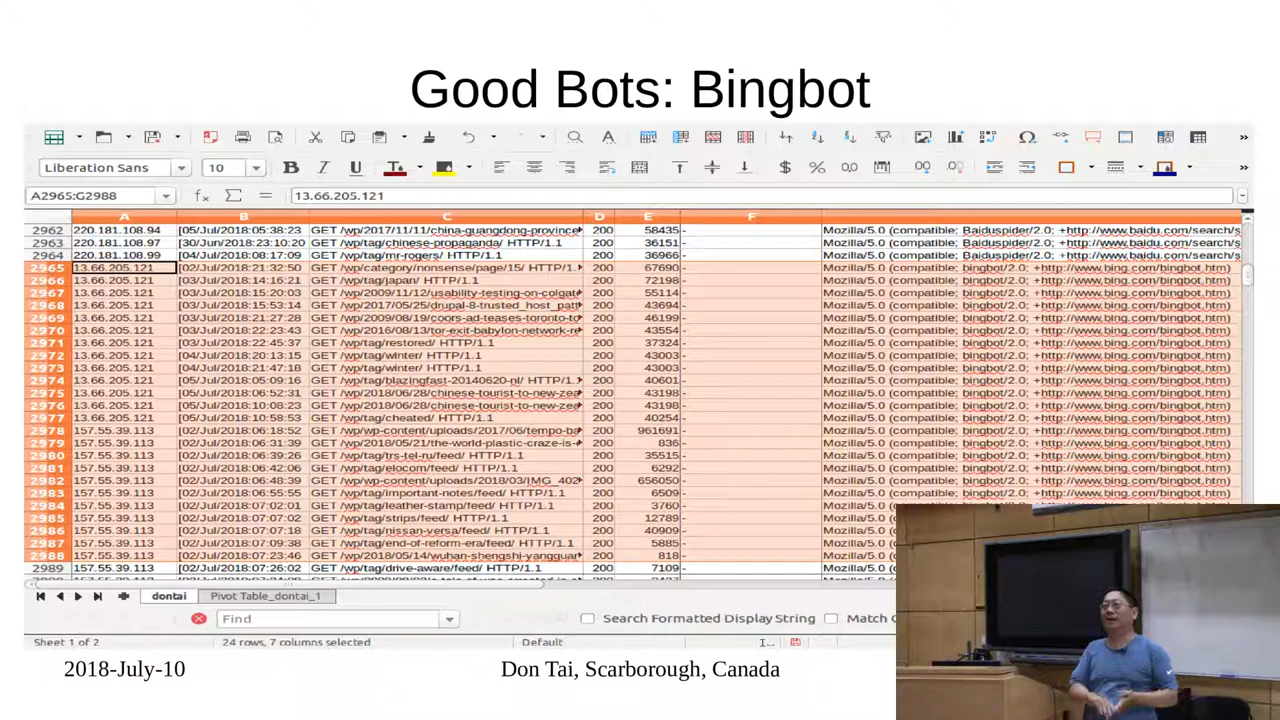 Good Bots: Bingbot
Liberation Sans 10
A2965:G2988 13.66.205.121
A B C D E F
2962 220.181.108.94 [05/Jul/2018:05:38:23 GET /wp/2017/11/11/china-guangdong-province 200 58435 - Mozilla/5.0 (compatible; Baiduspider/2.0; +http://www.baidu.com/search/s
2963 220.181.108.97 [30/Jun/2018:23:10:20 GET /wp/tag/chinese-propaganda/ HTTP/1.1 200 36151 - Mozilla/5.0 (compatible; Baiduspider/2.0; +http://www.baidu.com/search/s
2964 220.181.108.99 [04/Jul/2018:08:17:09 GET /wp/tag/mr-rogers/ HTTP/1.1 200 36966 - Mozilla/5.0 (compatible; Baiduspider/2.0; +http://www.baidu.com/search/s
2965 13.66.205.121 [02/Jul/2018:21:32:50 GET /wp/category/nonsense/page/15/ HTTP/1. 200 67690 - Mozilla/5.0 (compatible; bingbot/2.0; +http://www.bing.com/bingbot.htm)
2966 13.66.205.121 [03/Jul/2018:14:16:21 GET /wp/tag/japan/ HTTP/1.1 200 72198 - Mozilla/5.0 (compatible; bingbot/2.0; +http://www.bing.com/bingbot.htm)
2967 13.66.205.121 [03/Jul/2018:15:20:03 GET /wp/2009/11/12/usability-testing-on-colgat 200 55114 - Mozilla/5.0 (compatible; bingbot/2.0; +http://www.bing.com/bingbot.htm)
2968 13.66.205.121 [03/Jul/2018:15:53:14 GET /wp/2017/05/25/drupal-8-trusted_host_patt 200 43694 - Mozilla/5.0 (compatible; bingbot/2.0; +http://www.bing.com/bingbot.htm)
2969 13.66.205.121 [03/Jul/2018:21:27:28 GET /wp/2009/08/19/coors-ad-teases-toronto-to 200 46199 - Mozilla/5.0 (compatible; bingbot/2.0; +http://www.bing.com/bingbot.htm)
2970 13.66.205.121 [03/Jul/2018:22:23:43 GET /wp/2016/08/13/tor-exit-babylon-network-re 200 43554 - Mozilla/5.0 (compatible; bingbot/2.0; +http://www.bing.com/bingbot.htm)
2971 13.66.205.121 [03/Jul/2018:22:45:37 GET /wp/tag/restored/ HTTP/1.1 200 37324 - Mozilla/5.0 (compatible; bingbot/2.0; +http://www.bing.com/bingbot.htm)
2972 13.66.205.121 [04/Jul/2018:20:13:15 GET /wp/tag/winter/ HTTP/1.1 200 43003 - Mozilla/5.0 (compatible; bingbot/2.0; +http://www.bing.com/bingbot.htm)
2973 13.66.205.121 [04/Jul/2018:21:47:18 GET /wp/tag/winter/ HTTP/1.1 200 43003 - Mozilla/5.0 (compatible; bingbot/2.0; +http://www.bing.com/bingbot.htm)
2974 13.66.205.121 [05/Jul/2018:05:09:16 GET /wp/tag/blazingfast-20140620-nl/ HTTP/1. 200 40601 - Mozilla/5.0 (compatible; bingbot/2.0; +http://www.bing.com/bingbot.htm)
2975 13.66.205.121 [05/Jul/2018:06:52:31 GET /wp/2018/06/28/chinese-tourist-to-new-zea 200 43198 - Mozilla/5.0 (compatible; bingbot/2.0; +http://www.bing.com/bingbot.htm)
2976 13.66.205.121 [05/Jul/2018:10:08:23 GET /wp/2018/06/28/chinese-tourist-to-new-zea 200 43198 - Mozilla/5.0 (compatible; bingbot/2.0; +http://www.bing.com/bingbot.htm)
2977 13.66.205.121 [05/Jul/2018:10:58:53 GET /wp/tag/cheated/ HTTP/1.1 200 40254 - Mozilla/5.0 (compatible; bingbot/2.0; +http://www.bing.com/bingbot.htm)
2978 157.55.39.113 [02/Jul/2018:06:18:52 GET /wp/wp-content/uploads/2017/06/tempo-ba 200 961691 - Mozilla/5.0 (compatible; bingbot/2.0; +http://www.bing.com/bingbot.htm)
2979 157.55.39.113 [02/Jul/2018:06:31:39 GET /wp/2018/05/21/the-world-plastic-craze-is- 200 836 - Mozilla/5.0 (compatible; bingbot/2.0; +http://www.bing.com/bingbot.htm)
2980 157.55.39.113 [02/Jul/2018:06:39:26 GET /wp/tag/trs-tel-ru/feed/ HTTP/1.1 200 35515 - Mozilla/5.0 (compatible; bingbot/2.0; +http://www.bing.com/bingbot.htm)
2981 157.55.39.113 [02/Jul/2018:06:42:06 GET /wp/tag/elocom/feed/ HTTP/1.1 200 6292 - Mozilla/5.0 (compatible; bingbot/2.0; +http://www.bing.com/bingbot.htm)
2982 157.55.39.113 [02/Jul/2018:06:48:39 GET /wp/wp-content/uploads/2018/03/IMG_402 200 656050 - Mozilla/5.0 (compatible; bingbot/2.0; +http://www.bing.com/bingbot.htm)
2983 157.55.39.113 [02/Jul/2018:06:55:55 GET /wp/tag/important-notes/feed/ HTTP/1.1 200 6509 - Mozilla/5.0 (compatible; bingbot/2.0; +http://www.bing.com/bingbot.htm)
2984 157.55.39.113 [02/Jul/2018:07:02:01 GET /wp/tag/leather-stamp/feed/ HTTP/1.1 200 3760 - Mozilla/5.0 (compatible; bingbot/2.0; +http://www.bing.com/bingbot.htm)
2985 157.55.39.113 [02/Jul/2018:07:07:02 GET /wp/tag/strips/feed/ HTTP/1.1 200 12789 - Mozilla/5.0 (compatible;
2986 157.55.39.113 [02/Jul/2018:07:07:18 GET /wp/tag/nissan-versa/feed/ HTTP/1.1 200 40909 - Mozilla/5.0
2987 157.55.39.113 [02/Jul/2018:07:09:38 GET /wp/tag/end-of-reform-era/feed/ HTTP/1.1 200 5885 - Mozilla/5.0
2988 157.55.39.113 [02/Jul/2018:07:23:46 GET /wp/2018/05/14/wuhan-shengshi-yangguar 200 818 - Mozilla/5.0
2989 157.55.39.113 [02/Jul/2018:07:26:02 GET /wp/tag/drive-aware/feed/ HTTP/1.1 200 7109 - Mozilla/5.0
dontai Pivot Table_dontai_1
Find Search Formatted Display String Match
Sheet 1 of 2 24 rows, 7 columns selected Default
2018-July-10 Don Tai, Scarborough, Canada